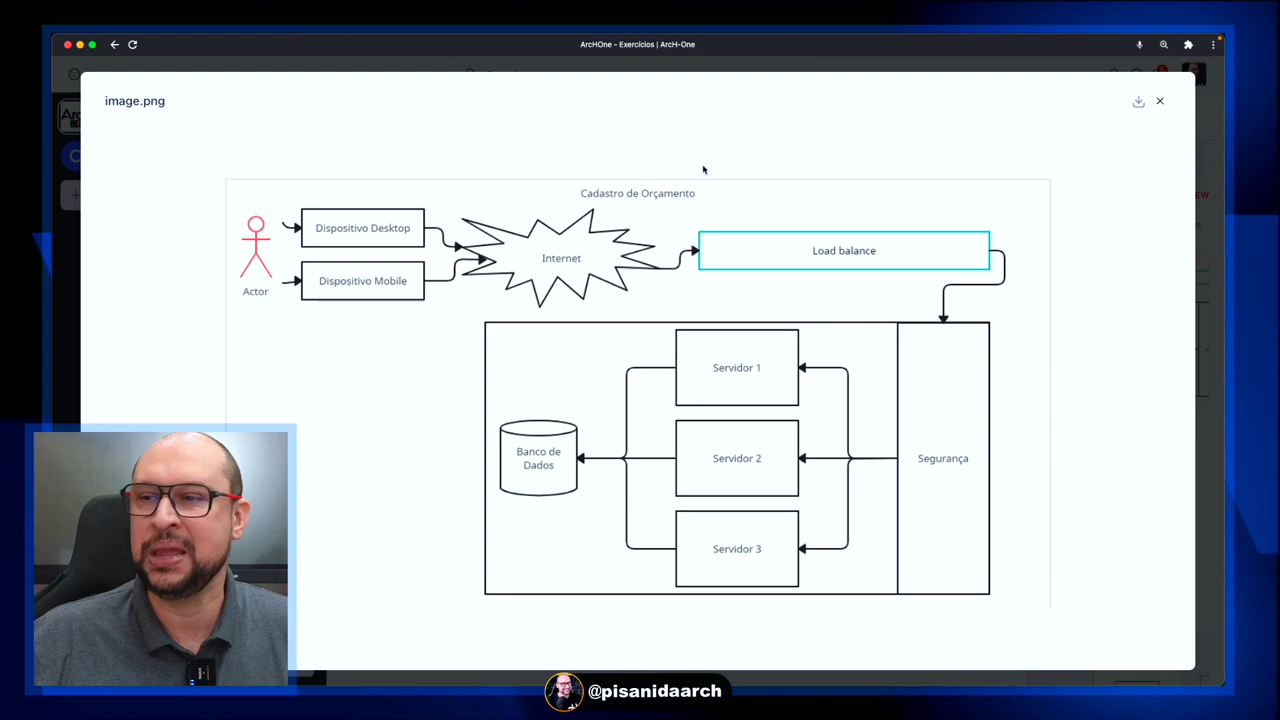 ArcHOne - Exercícios | ArcH-One
image.png
Cadastro de Orçamento
Dispositivo Desktop
Internet
Load balance
Dispositivo Mobile
Actor
Servidor 1
Banco de
Dados
Servidor 2
Segurança
Servidor 3
@pisanidaarch